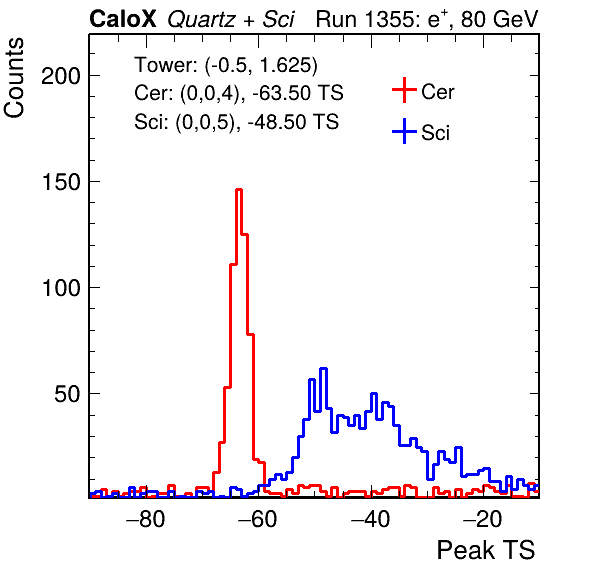 CaloX Quartz + Sci Run 1355: e⁺, 80 GeV
Tower: (-0.5, 1.625)
Cer: (0,0,4), -63.50 TS
Sci: (0,0,5), -48.50 TS
Cer
Sci
Counts
200
150
100
50
−80 −60 −40 −20
Peak TS